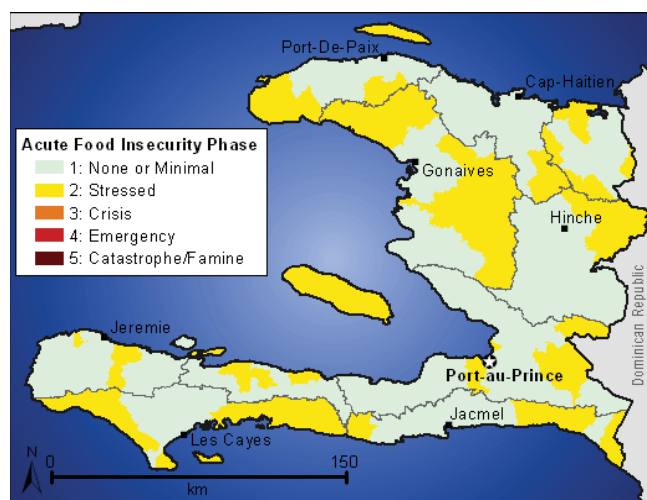 Port-De-Paix
Cap-Haitien
Acute Food Insecurity Phase
1: None or Minimal
2: Stressed
3: Crisis
4: Emergency
5: Catastrophe/Famine
Gonaives
Hinche
Dominican Republic
Jeremie
Port-au-Prince
Jacmel
Les Cayes
N
0
150
km